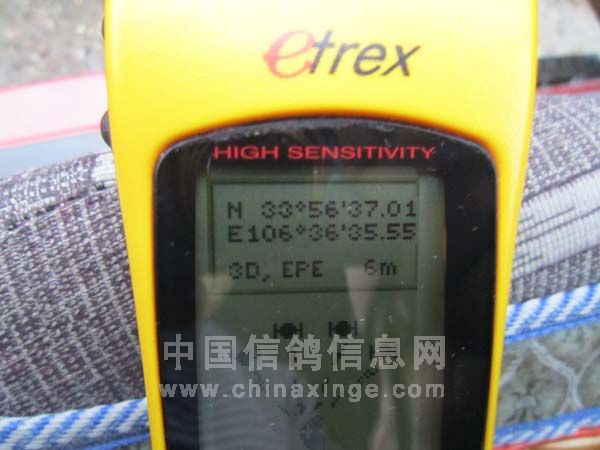 etrex
HIGH SENSITIVITY
N 33°56'37.01
E106°36'35.55
3D, EPE 6m
中国信鸽信息网
www.chinaxinge.com